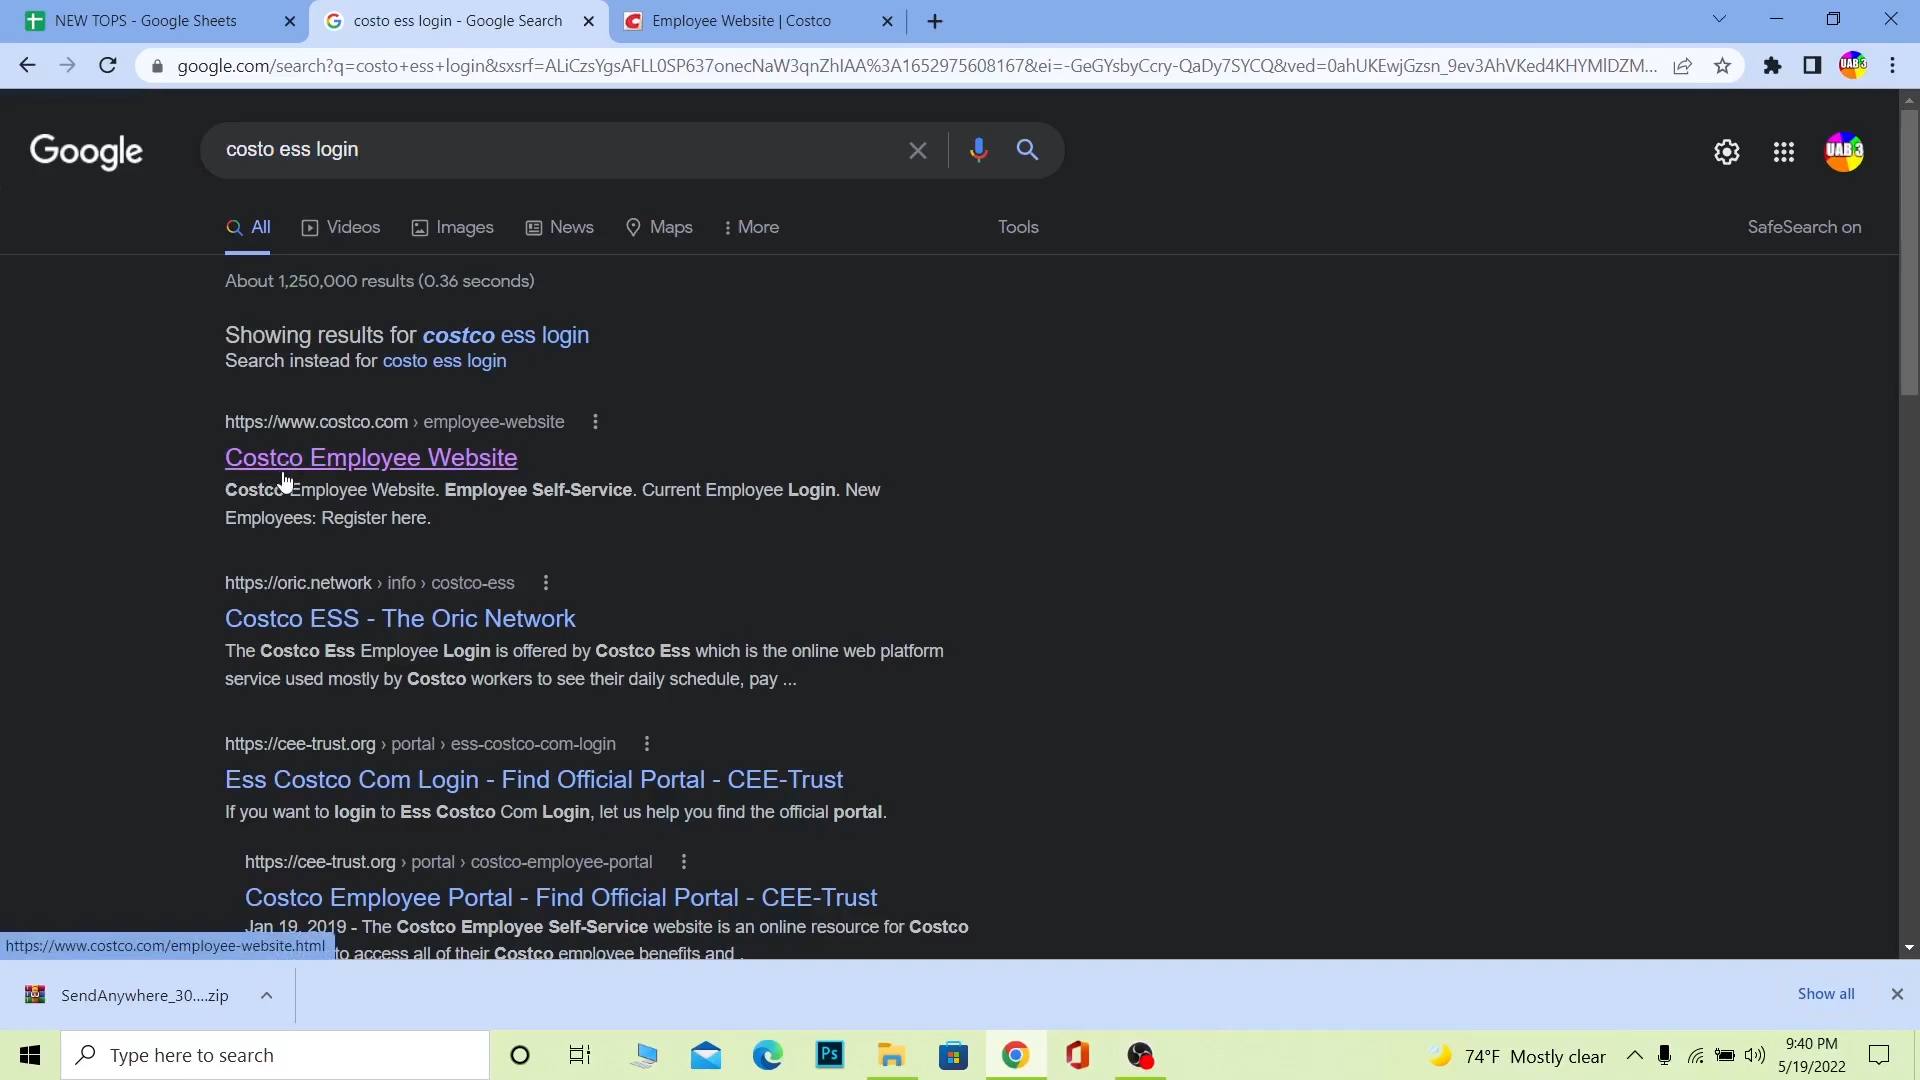 NEW TOPS - Google Sheets
costo ess login - Google Search
Employee Website | Costco
google.com/search?q=costo+ess+login&sxsrf=ALiCzsYgsAFLL0SP637onecNaW3qnZhIAA%3A1652975608167&ei=-GeGYsbyCcry-QaDy7SYCQ&ved=0ahUKEwjGzsn_9ev3AhVKed4KHYMlDZM...
Google
costo ess login
UAB 3
All
Videos
Images
News
Maps
More
Tools
SafeSearch on
About 1,250,000 results (0.36 seconds)
Showing results for costco ess login
Search instead for costo ess login
https://www.costco.com › employee-website
Costco Employee Website
Costco Employee Website. Employee Self-Service. Current Employee Login. New
Employees: Register here.
https://oric.network › info › costco-ess
Costco ESS - The Oric Network
The Costco Ess Employee Login is offered by Costco Ess which is the online web platform
service used mostly by Costco workers to see their daily schedule, pay ...
https://cee-trust.org › portal › ess-costco-com-login
Ess Costco Com Login - Find Official Portal - CEE-Trust
If you want to login to Ess Costco Com Login, let us help you find the official portal.
https://cee-trust.org › portal › costco-employee-portal
Costco Employee Portal - Find Official Portal - CEE-Trust
Jan 19, 2019 - The Costco Employee Self-Service website is an online resource for Costco
to access all of their Costco employee benefits and
https://www.costco.com/employee-website.html
SendAnywhere_30....zip
Show all
Type here to search
Ps
74°F Mostly clear
9:40 PM
5/19/2022